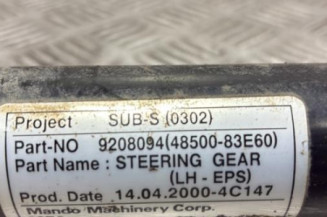 Project SUB-S (0302)
Part-NO 9208094(48500-83E60)
Part Name : STEERING GEAR
(LH - EPS)
Prod. Date 14.04.2000-4C147
Mando Machinery Corp.